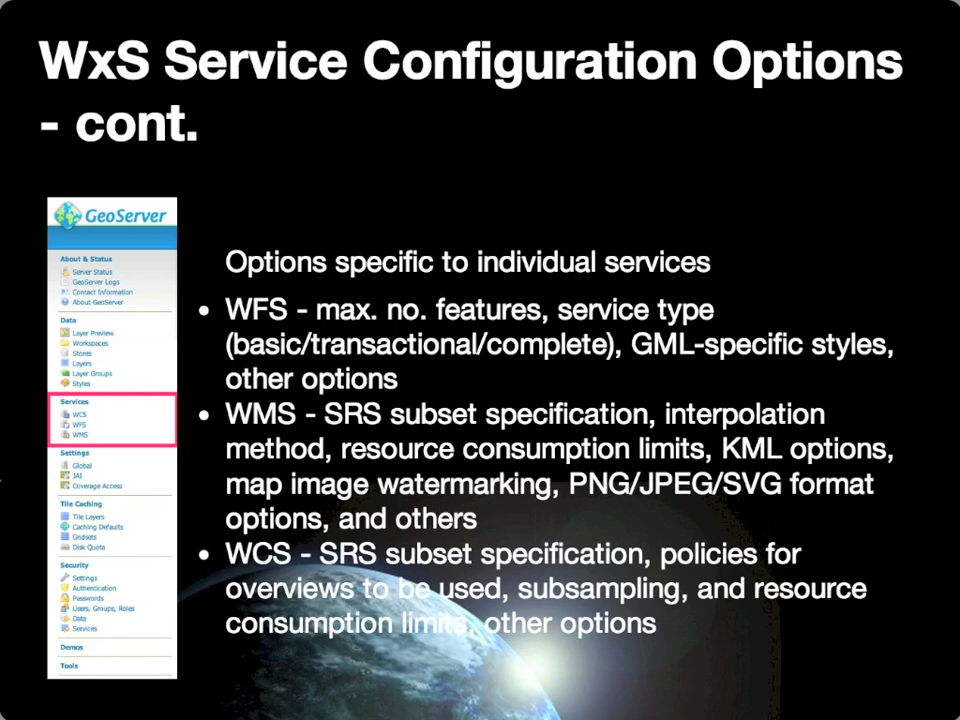 WxS Service Configuration Options
- cont.
GeoServer
About & Status
Server Status
GeoServer Logs
Contact Information
About GeoServer
Data
Layer Preview
Workspaces
Stores
Layers
Layer Groups
Styles
Services
WCS
WFS
WMS
Settings
Global
JAI
Coverage Access
Tile Caching
Tile Layers
Caching Defaults
Gridsets
Disk Quota
Security
Settings
Authentication
Passwords
Users, Groups, Roles
Data
Services
Demos
Tools
Options specific to individual services
• WFS - max. no. features, service type
(basic/transactional/complete), GML-specific styles,
other options
• WMS - SRS subset specification, interpolation
method, resource consumption limits, KML options,
map image watermarking, PNG/JPEG/SVG format
options, and others
• WCS - SRS subset specification, policies for
overviews to be used, subsampling, and resource
consumption limits, other options